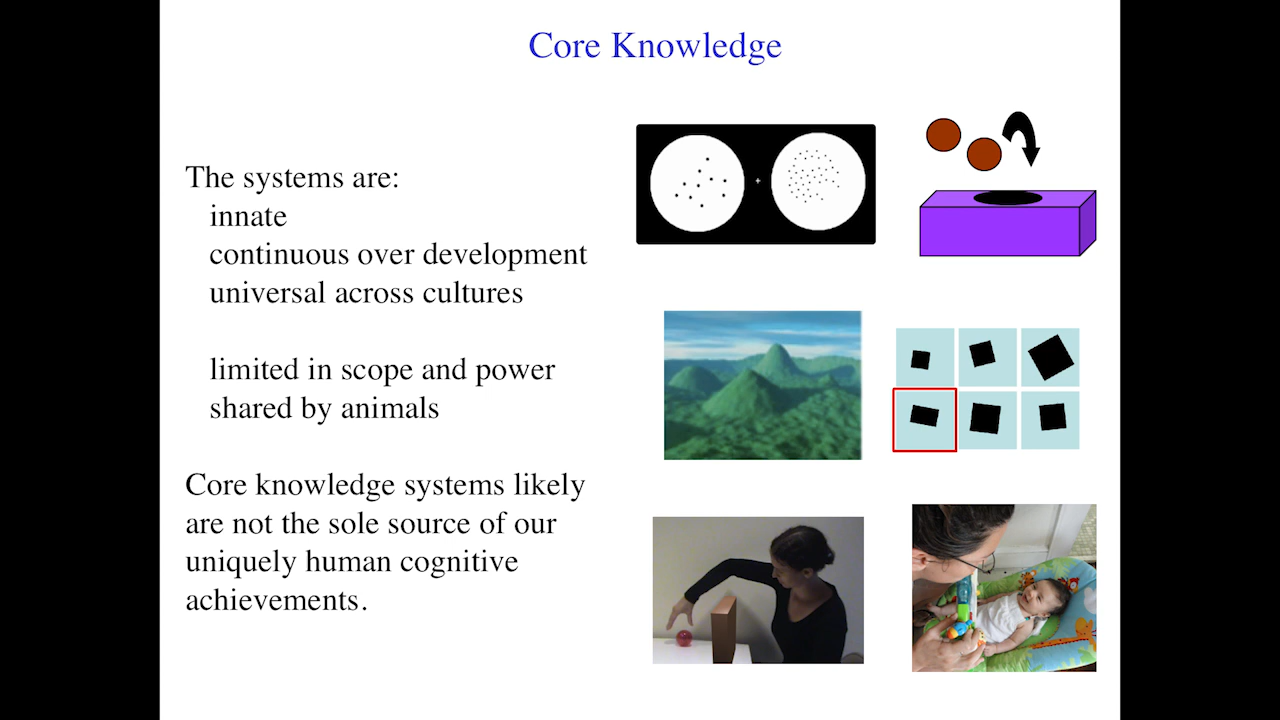 Core Knowledge
The systems are:
innate
continuous over development
universal across cultures
limited in scope and power
shared by animals
Core knowledge systems likely
are not the sole source of our
uniquely human cognitive
achievements.